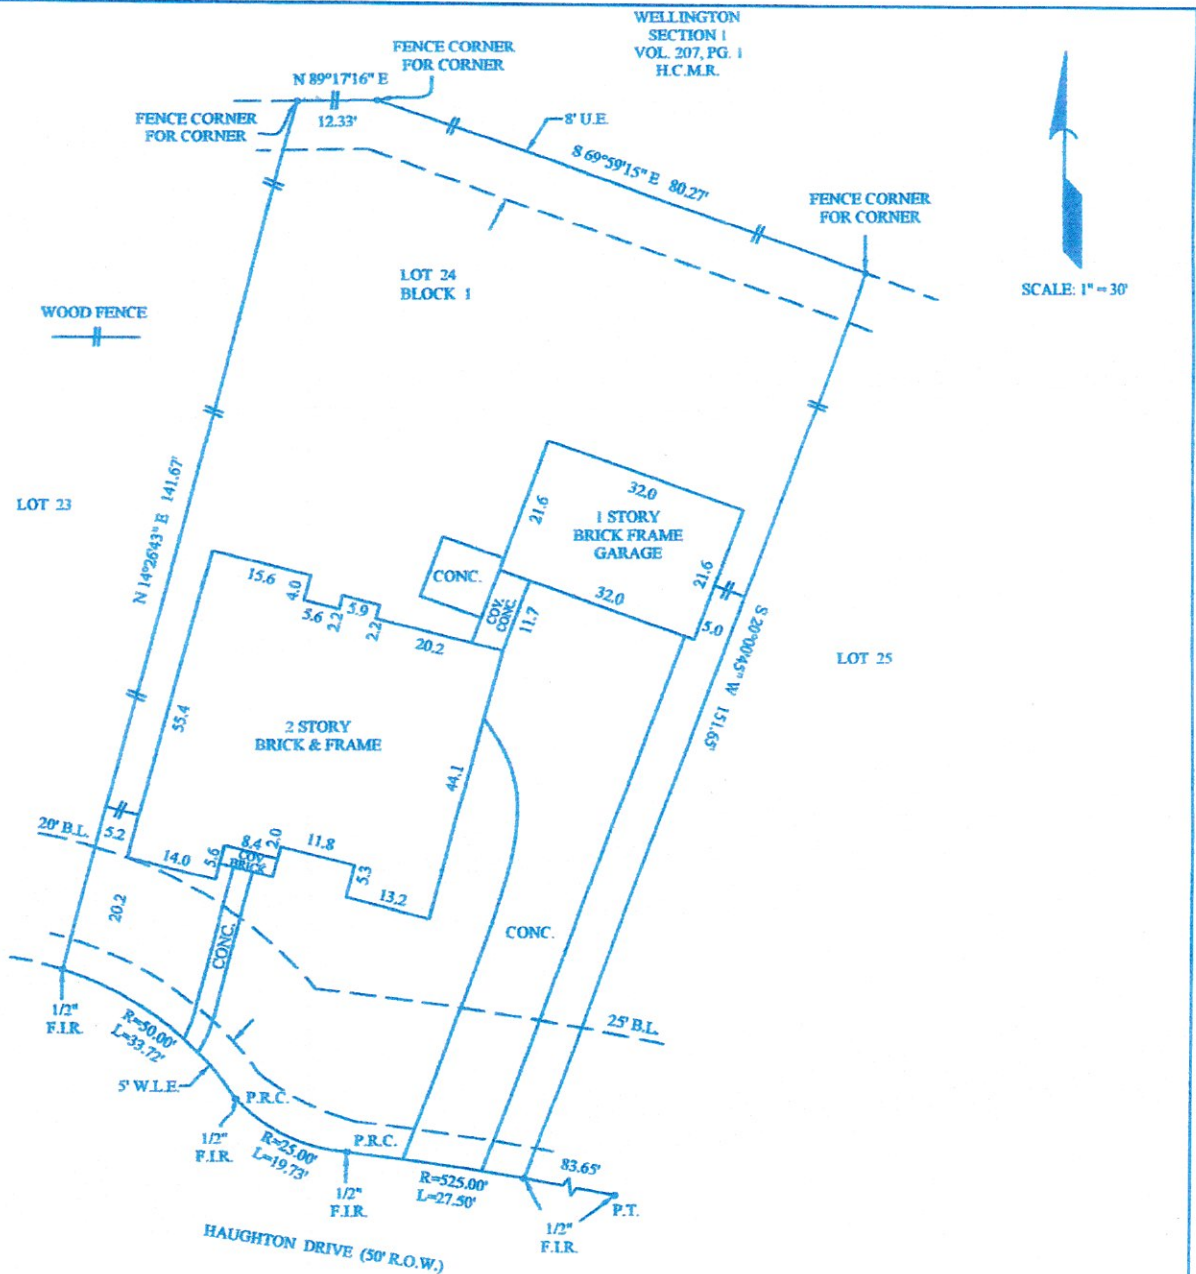 WELLINGTON
SECTION 1
VOL. 207, PG. 1
H.C.M.R.
FENCE CORNER
FOR CORNER
N 89°17'16" E
12.33'
FENCE CORNER
FOR CORNER
8' U.E.
S 69°59'15" E 80.27'
FENCE CORNER
FOR CORNER
SCALE: 1" = 30'
LOT 24
BLOCK 1
WOOD FENCE
LOT 23
N 14°26'43" E 141.67'
32.0
21.6
1 STORY
BRICK FRAME
GARAGE
21.6
32.0
5.0
S 20°00'45" W 151.65'
LOT 25
CONC.
COV.
CONC.
11.7
15.6
4.0
5.6
2.2
5.9
2.2
20.2
55.4
2 STORY
BRICK & FRAME
44.1
20' B.L.
5.2
14.0
5.6
8.4
COV.
BRICK
2.0
11.8
5.3
13.2
20.2
CONC.
CONC.
25' B.L.
1/2"
F.I.R.
R=50.00'
L=33.72'
5' W.L.E.
P.R.C.
1/2"
F.I.R.
R=25.00'
L=19.73'
P.R.C.
1/2"
F.I.R.
R=525.00'
L=27.50'
83.65'
P.T.
1/2"
F.I.R.
HAUGHTON DRIVE (50' R.O.W.)